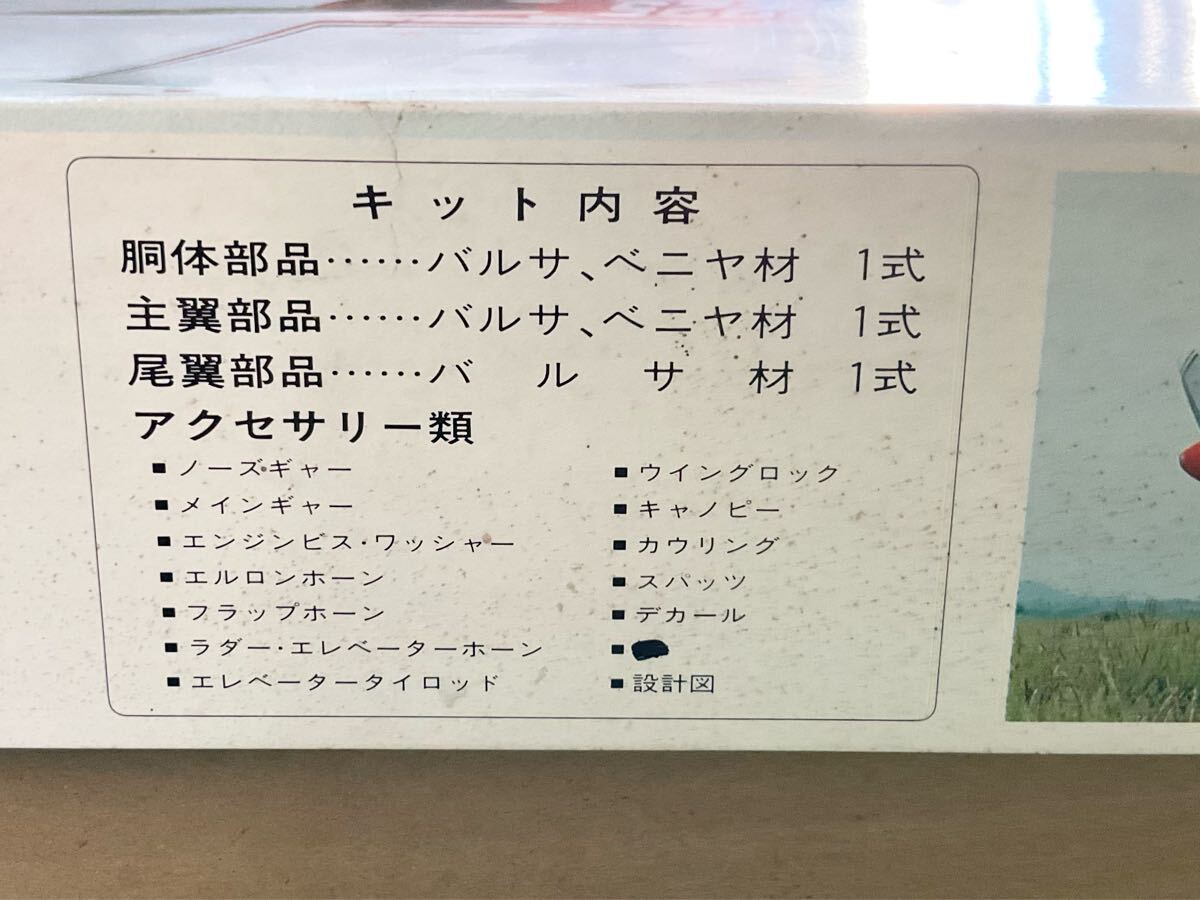 キット内容
胴体部品……バルサ、ベニヤ材 1式
主翼部品……バルサ、ベニヤ材 1式
尾翼部品……バルサ材 1式
アクセサリー類
■ノーズギャー
■メインギャー
■エンジンビス・ワッシャー
■エルロンホーン
■フラップホーン
■ラダー・エレベーターホーン
■エレベータータイロッド
■ウイングロック
■キャノピー
■カウリング
■スパッツ
■デカール
■
■設計図